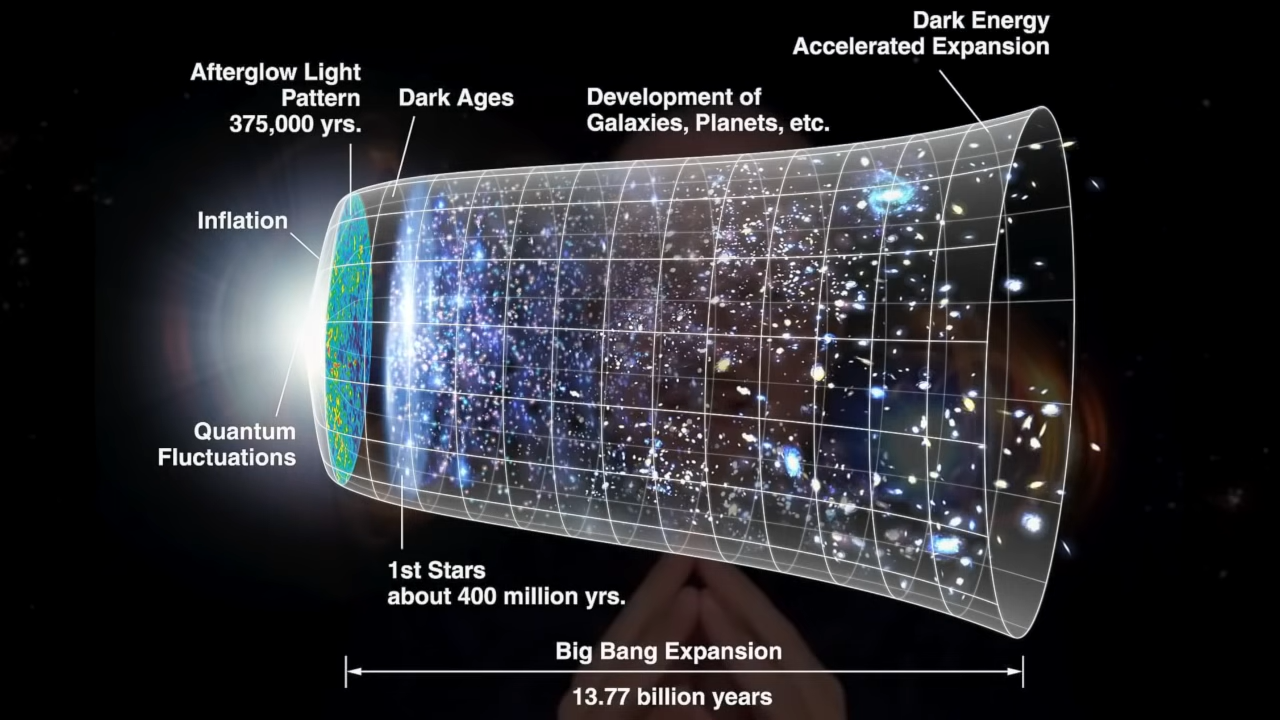 Dark Energy
Accelerated Expansion
Afterglow Light
Pattern
375,000 yrs.
Dark Ages
Development of
Galaxies, Planets, etc.
Inflation
Quantum
Fluctuations
1st Stars
about 400 million yrs.
Big Bang Expansion
13.77 billion years